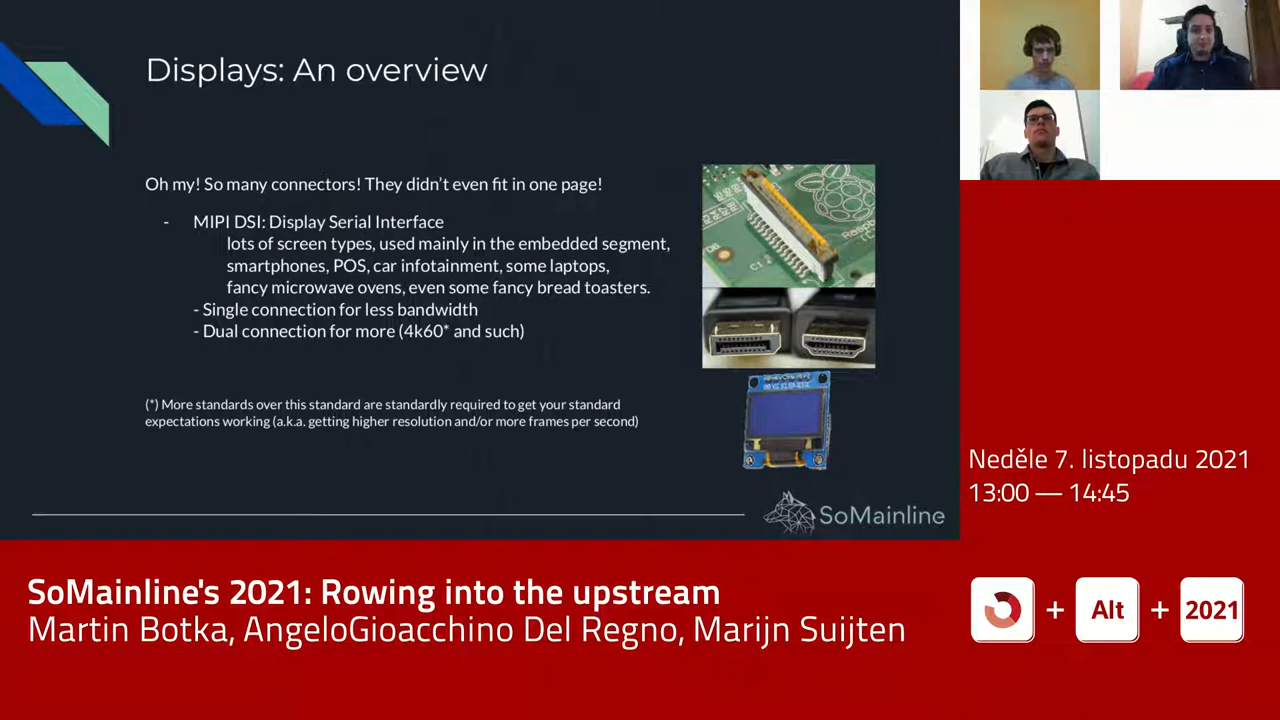 Displays: An overview
Oh my! So many connectors! They didn't even fit in one page!
- MIPI DSI: Display Serial Interface
lots of screen types, used mainly in the embedded segment,
smartphones, POS, car infotainment, some laptops,
fancy microwave ovens, even some fancy bread toasters.
- Single connection for less bandwidth
- Dual connection for more (4k60* and such)
(*) More standards over this standard are standardly required to get your standard
expectations working (a.k.a. getting higher resolution and/or more frames per second)
SoMainline
Neděle 7. listopadu 2021
13:00 — 14:45
SoMainline's 2021: Rowing into the upstream
Martin Botka, AngeloGioacchino Del Regno, Marijn Suijten
+ Alt + 2021